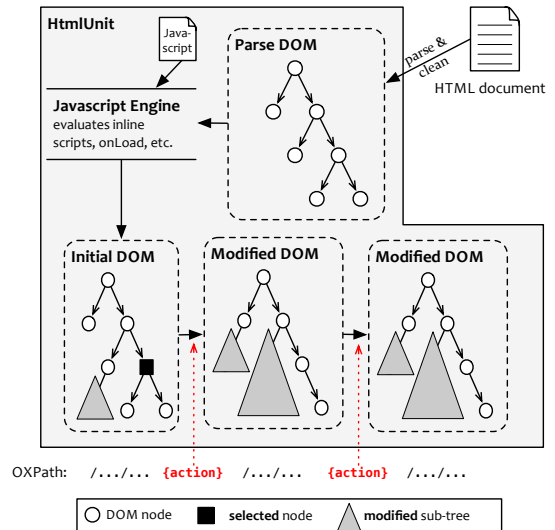 HtmlUnit
Java-
script
Parse DOM
parse &
clean
HTML document
Javascript Engine
evaluates inline
scripts, onLoad, etc.
Initial DOM
Modified DOM
Modified DOM
OXPath: /.../... {action} /.../... {action} /.../...
DOM node selected node modified sub-tree